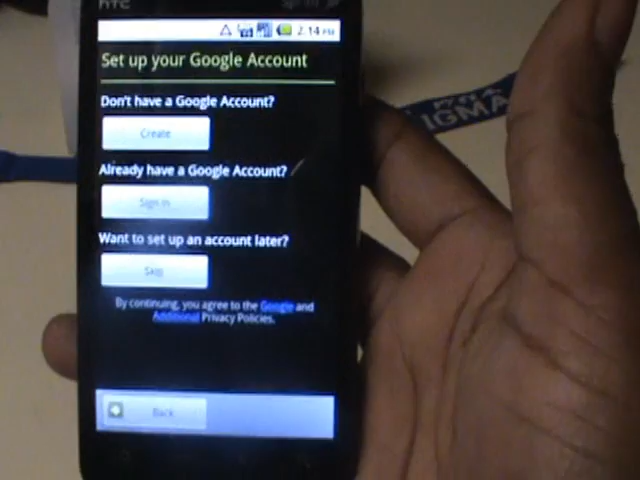 hTC
2:14 PM
Set up your Google Account
Don't have a Google Account?
Create
Already have a Google Account?
Sign in
Want to set up an account later?
Skip
By continuing, you agree to the Google and
Additional Privacy Policies.
Back
IGMA